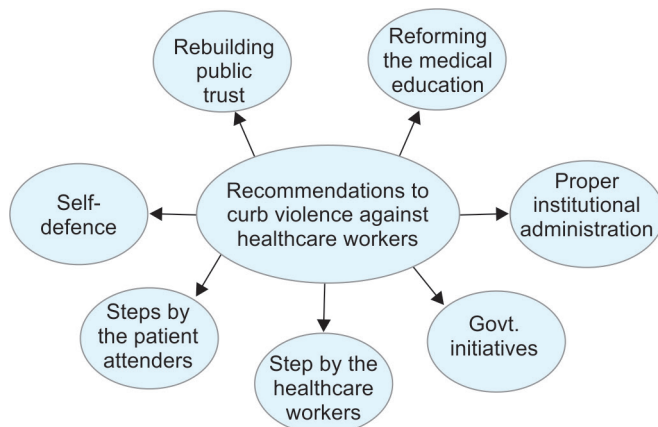 Rebuilding
public
trust
Reforming
the medical
education
Self-
defence
Recommendations to
curb violence against
healthcare workers
Proper
institutional
administration
Steps by
the patient
attenders
Step by the
healthcare
workers
Govt.
initiatives